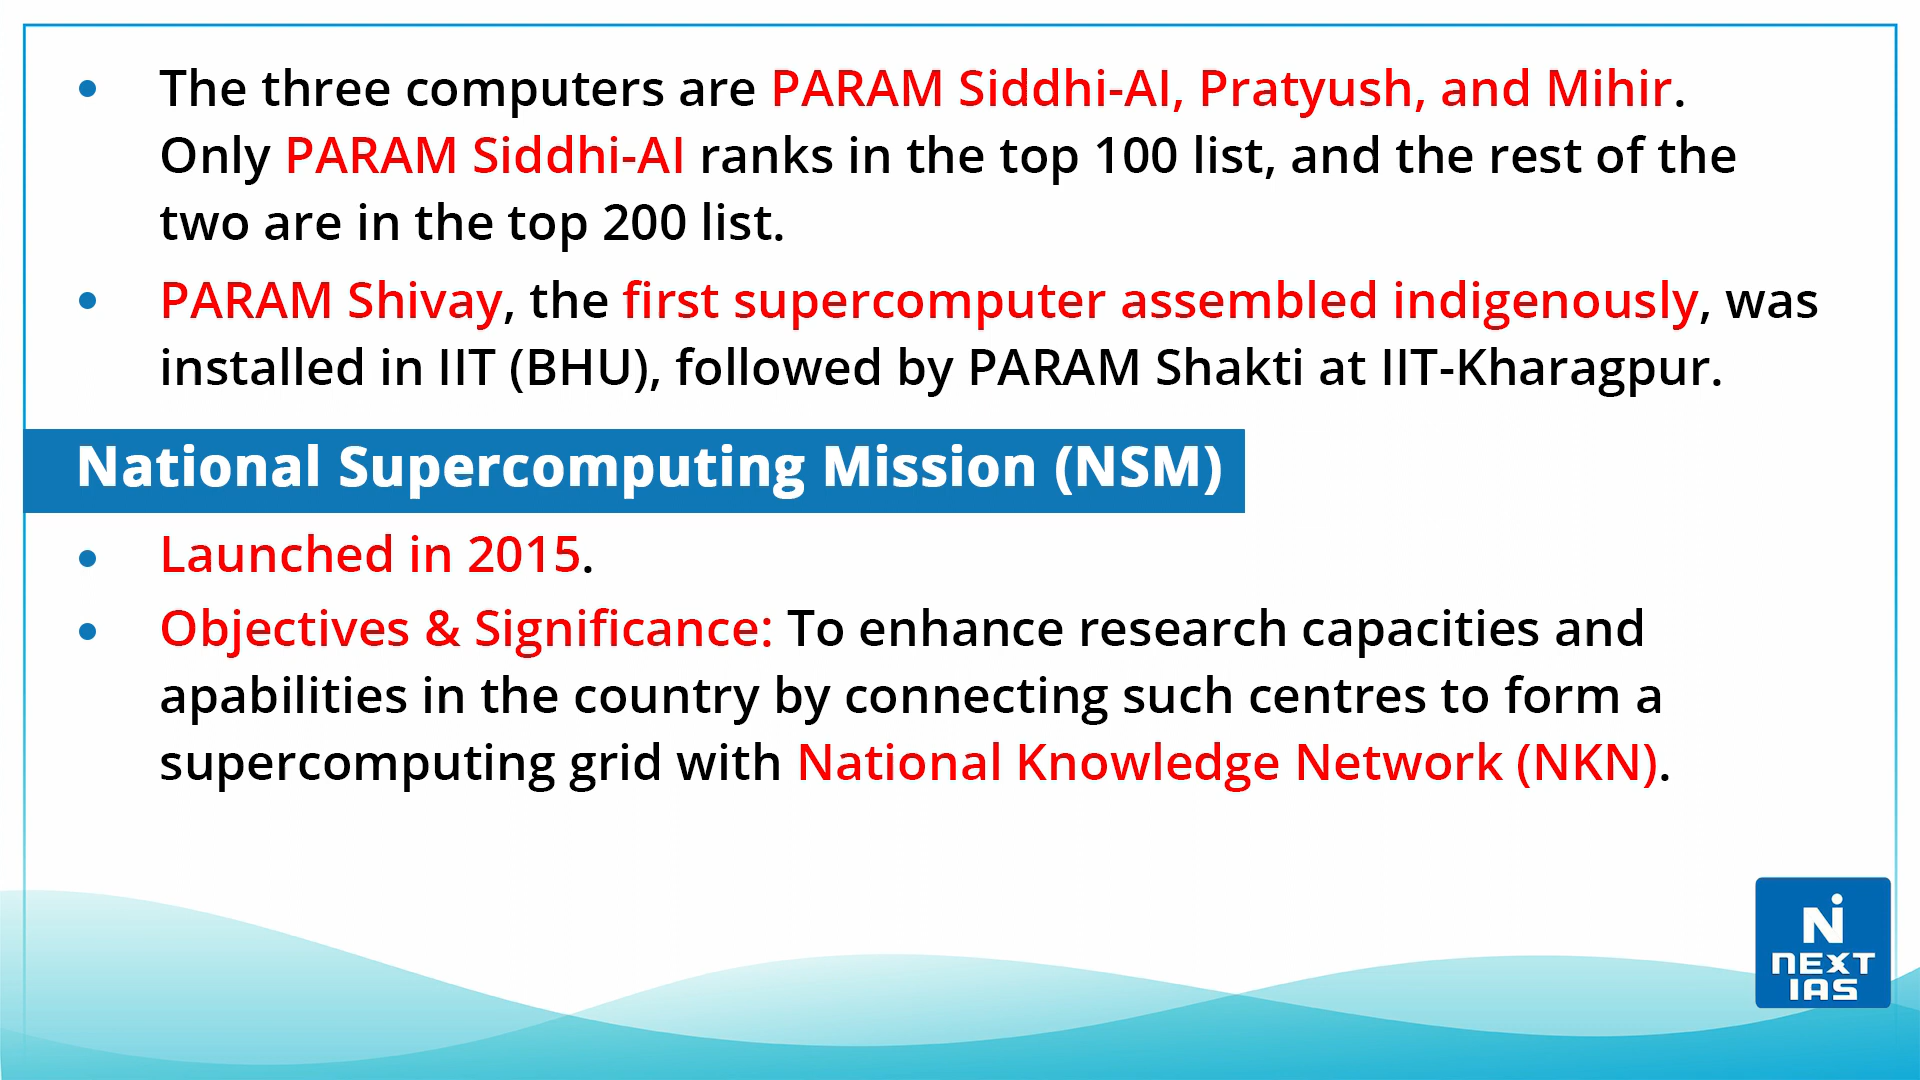 The three computers are PARAM Siddhi-AI, Pratyush, and Mihir.
Only PARAM Siddhi-AI ranks in the top 100 list, and the rest of the
two are in the top 200 list.
PARAM Shivay, the first supercomputer assembled indigenously, was
installed in IIT (BHU), followed by PARAM Shakti at IIT-Kharagpur.
National Supercomputing Mission (NSM)
Launched in 2015.
Objectives & Significance: To enhance research capacities and
apabilities in the country by connecting such centres to form a
supercomputing grid with National Knowledge Network (NKN).
N
NEXT
IAS